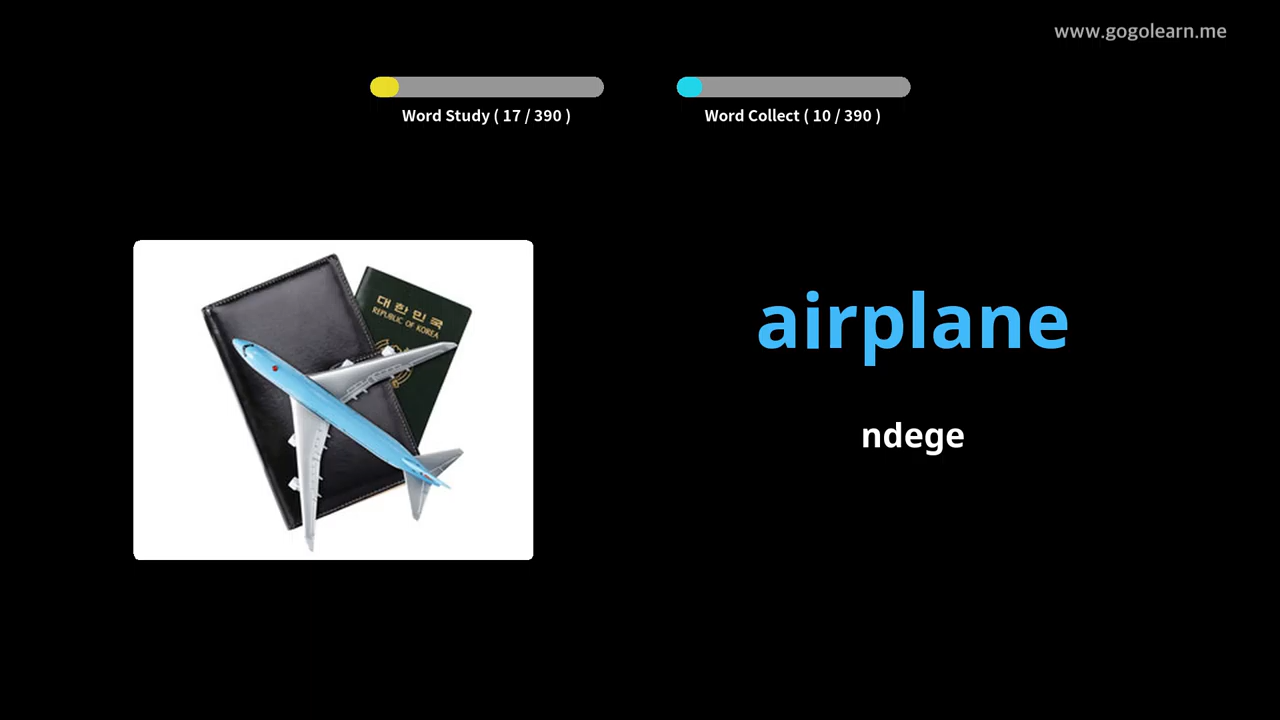 www.gogolearn.me
Word Study ( 17 / 390 )
Word Collect ( 10 / 390 )
대한민국
REPUBLIC OF KOREA
airplane
ndege